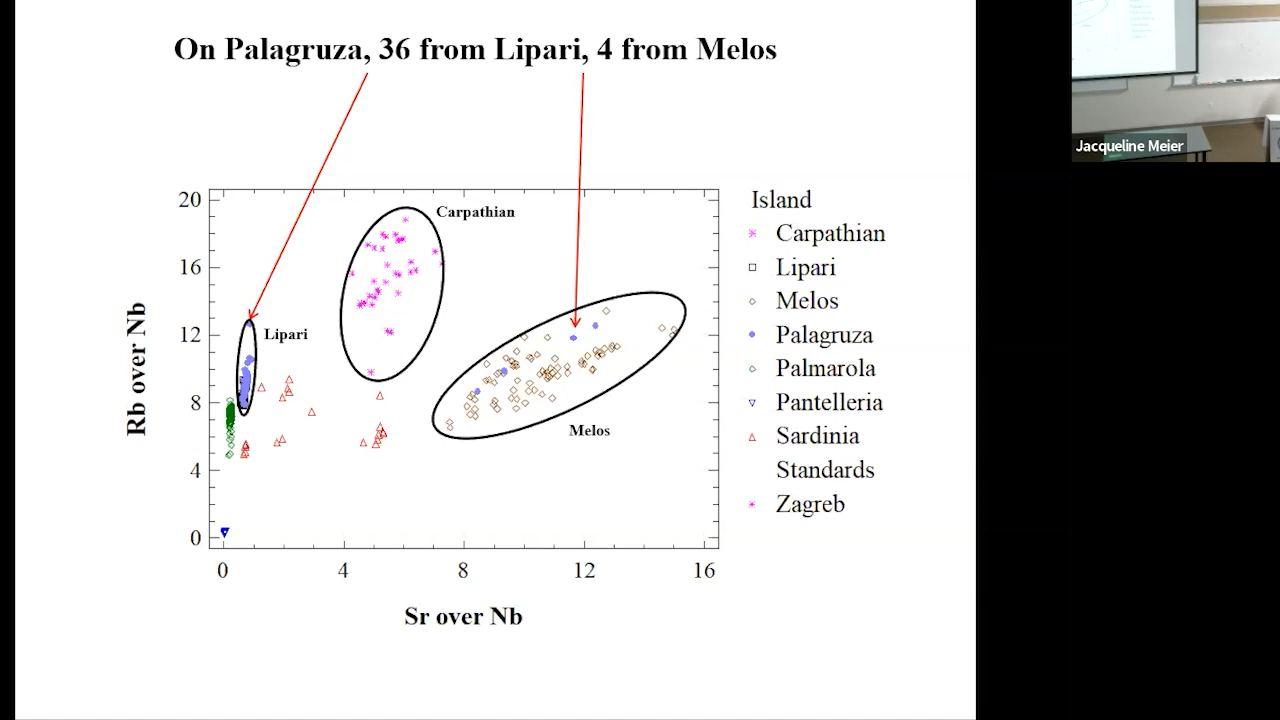 On Palagruza, 36 from Lipari, 4 from Melos
Jacqueline Meier
20
16
12
8
4
0
Rb over Nb
Carpathian
Lipari
Melos
0
4
8
12
16
Sr over Nb
Island
Carpathian
Lipari
Melos
Palagruza
Palmarola
Pantelleria
Sardinia
Standards
Zagreb